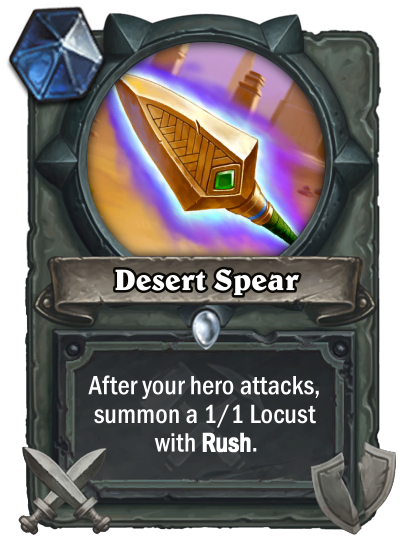 Desert Spear
After your hero attacks,
summon a 1/1 Locust
with Rush.